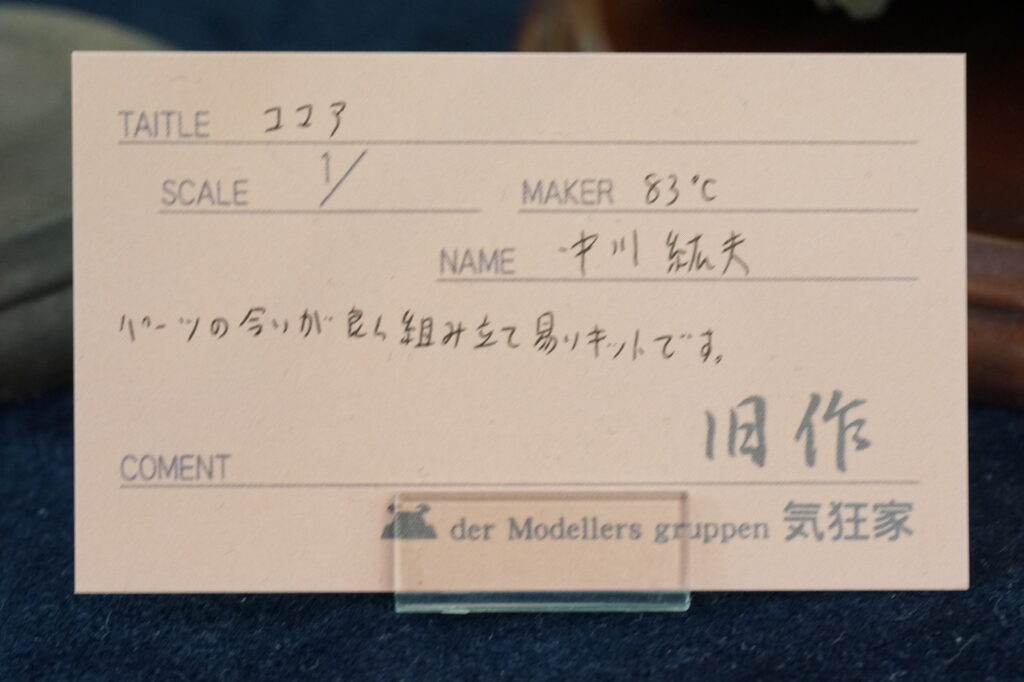 TAITLE ココア
SCALE 1/
MAKER 83℃
NAME 中川 紘夫
パーツの合いが良く組み立て易いキットです。
旧作
COMENT
der Modellers gruppen 気狂家